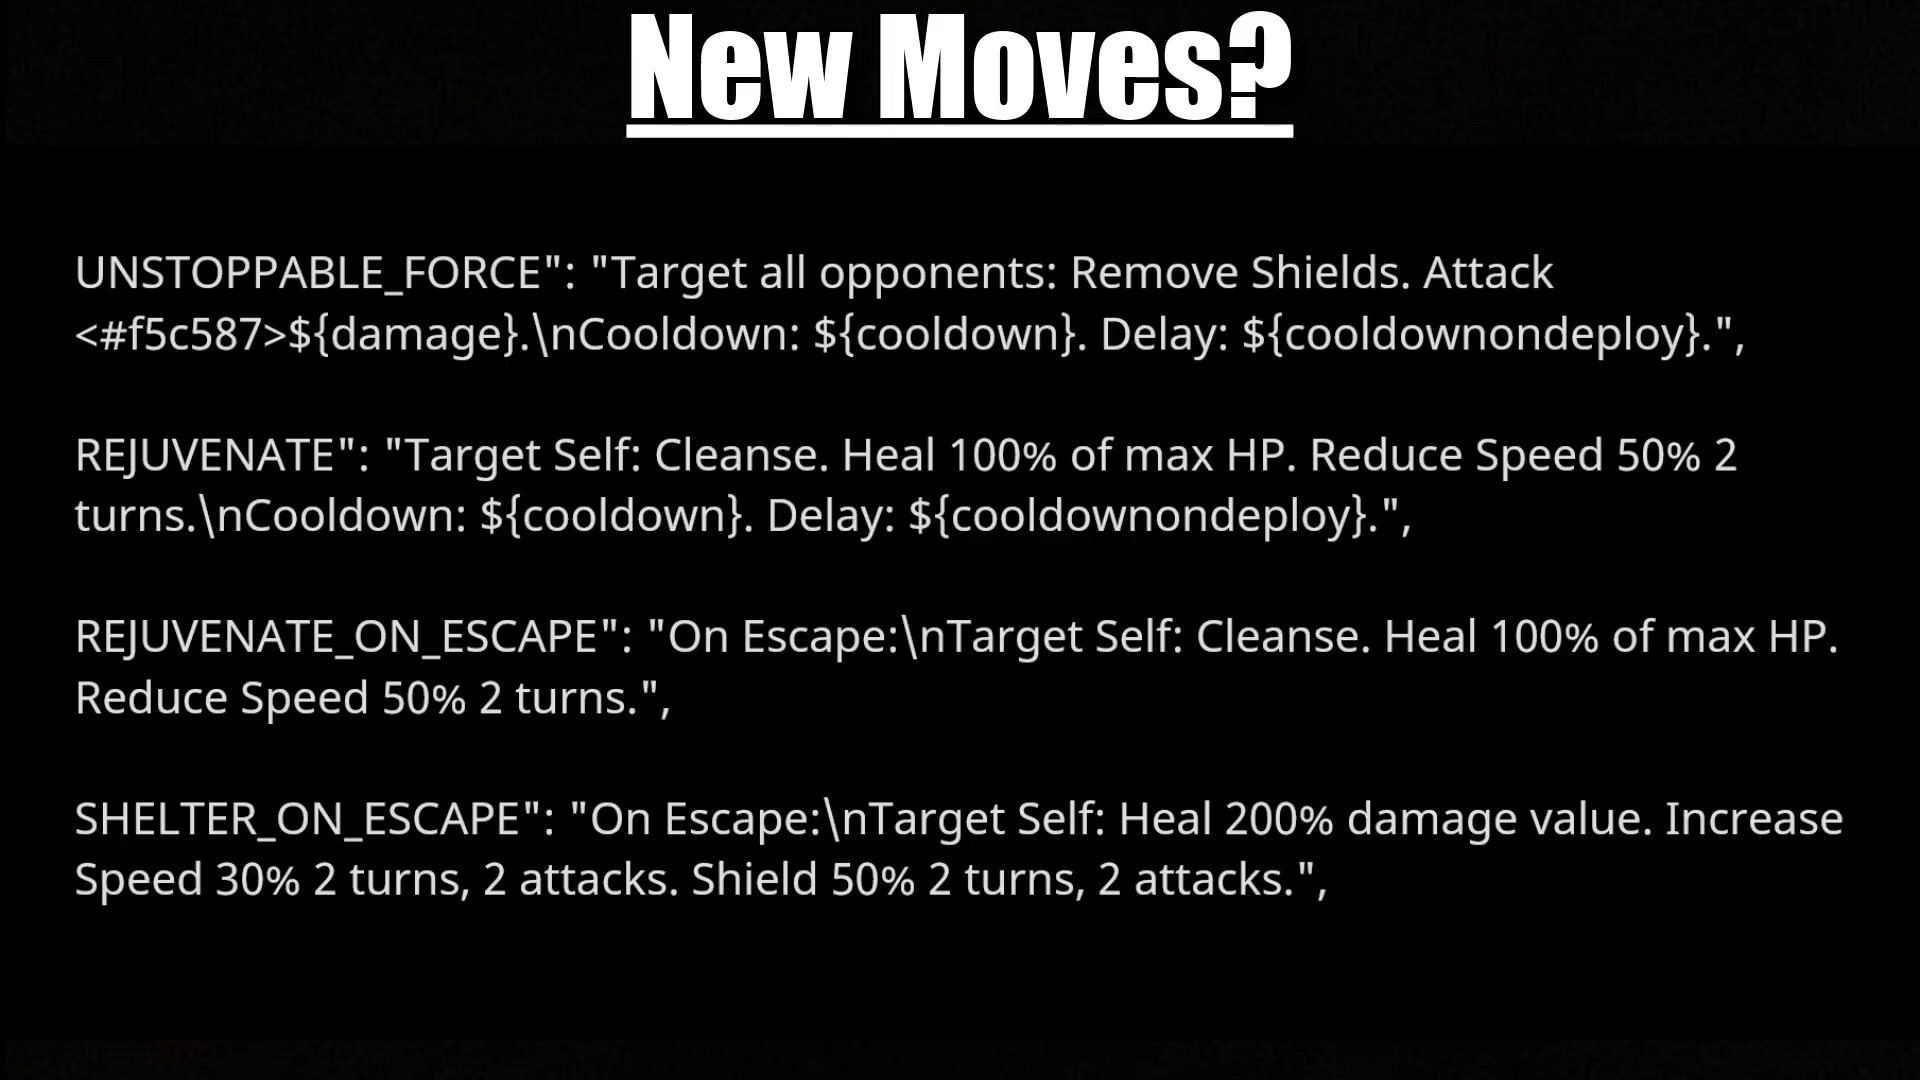 New Moves?
UNSTOPPABLE_FORCE": "Target all opponents: Remove Shields. Attack
<#f5c587>${damage}.\nCooldown: ${cooldown}. Delay: ${cooldownondeploy}.",
REJUVENATE": "Target Self: Cleanse. Heal 100% of max HP. Reduce Speed 50% 2
turns.\nCooldown: ${cooldown}. Delay: ${cooldownondeploy}.",
REJUVENATE_ON_ESCAPE": "On Escape:\nTarget Self: Cleanse. Heal 100% of max HP.
Reduce Speed 50% 2 turns.",
SHELTER_ON_ESCAPE": "On Escape:\nTarget Self: Heal 200% damage value. Increase
Speed 30% 2 turns, 2 attacks. Shield 50% 2 turns, 2 attacks.",